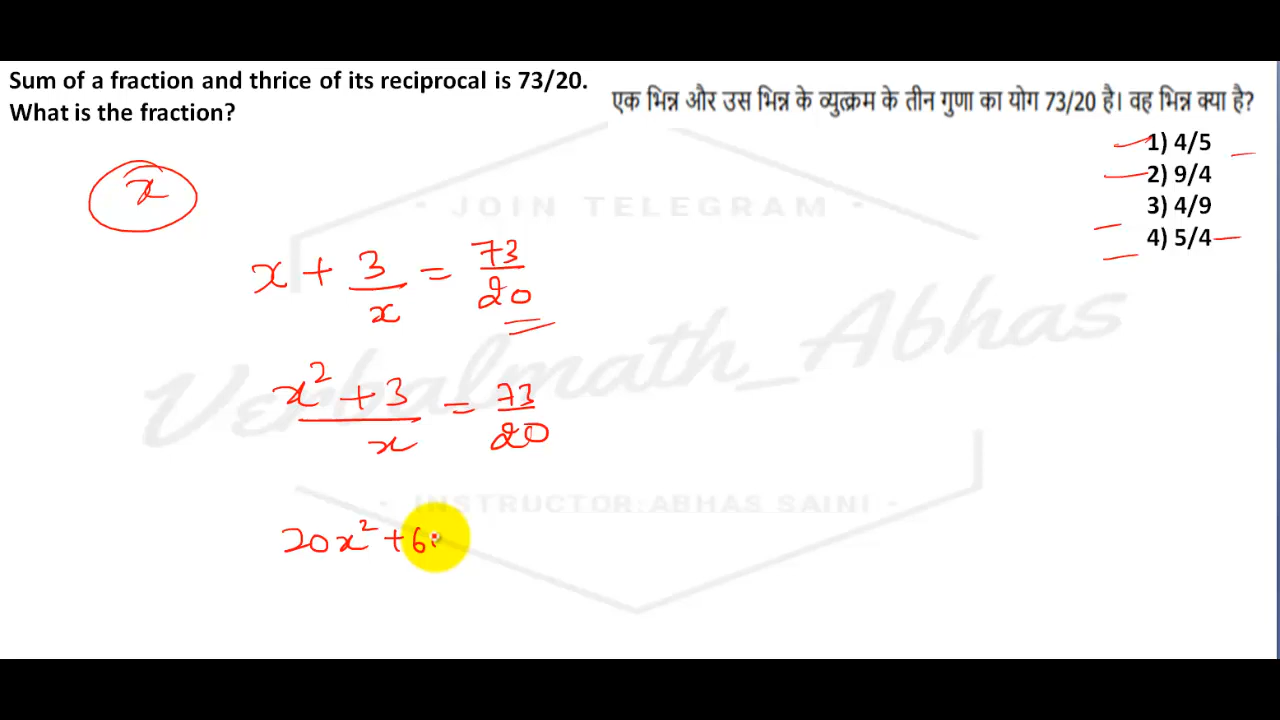 Sum of a fraction and thrice of its reciprocal is 73/20.
What is the fraction?
एक भिन्न और उस भिन्न के व्युत्क्रम के तीन गुणा का योग 73/20 है। वह भिन्न क्या है?
1) 4/5
2) 9/4
3) 4/9
4) 5/4
x
· JOIN TELEGRAM ·
x + 3/x = 73/20
Verbalmath_Abhas
x² + 3/x = 73/20
· INSTRUCTOR:ABHAS SAINI ·
20x² + 6